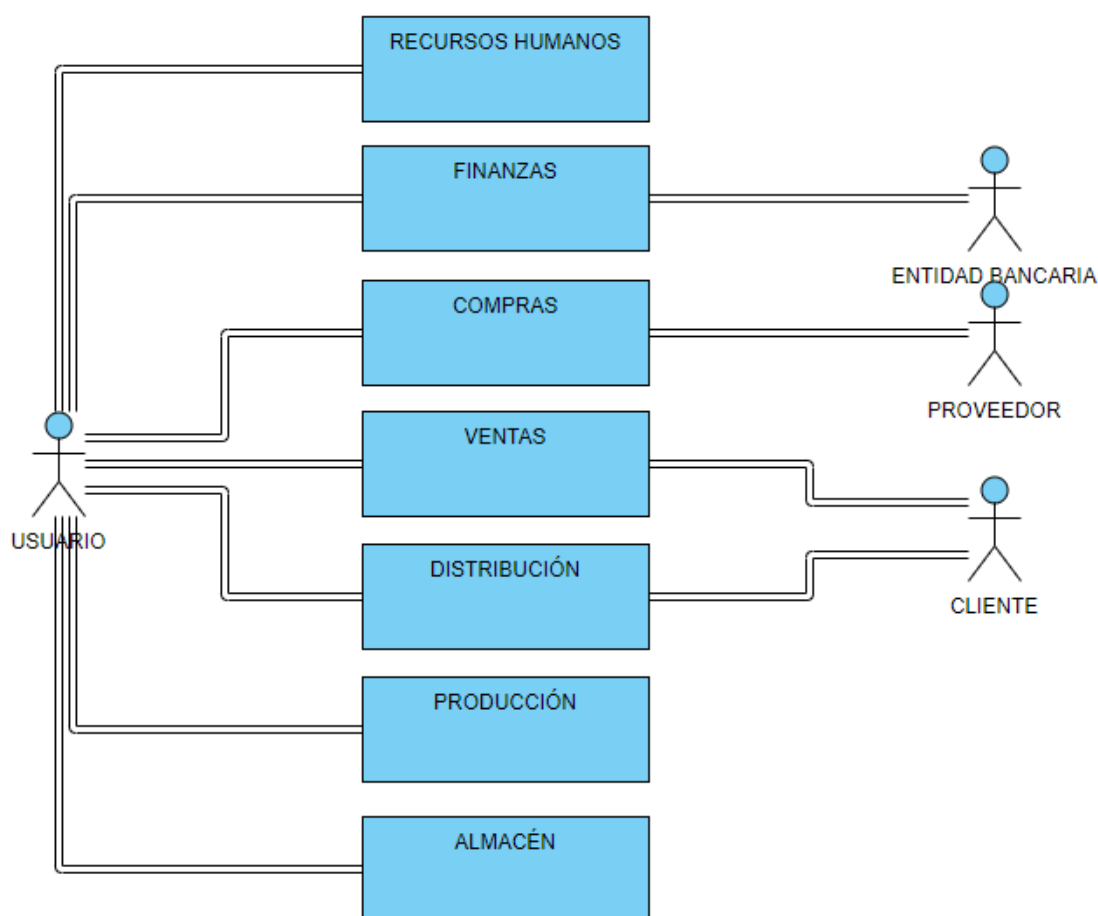 RECURSOS HUMANOS
FINANZAS
ENTIDAD BANCARIA
COMPRAS
PROVEEDOR
VENTAS
USUARIO
DISTRIBUCIÓN
CLIENTE
PRODUCCIÓN
ALMACÉN